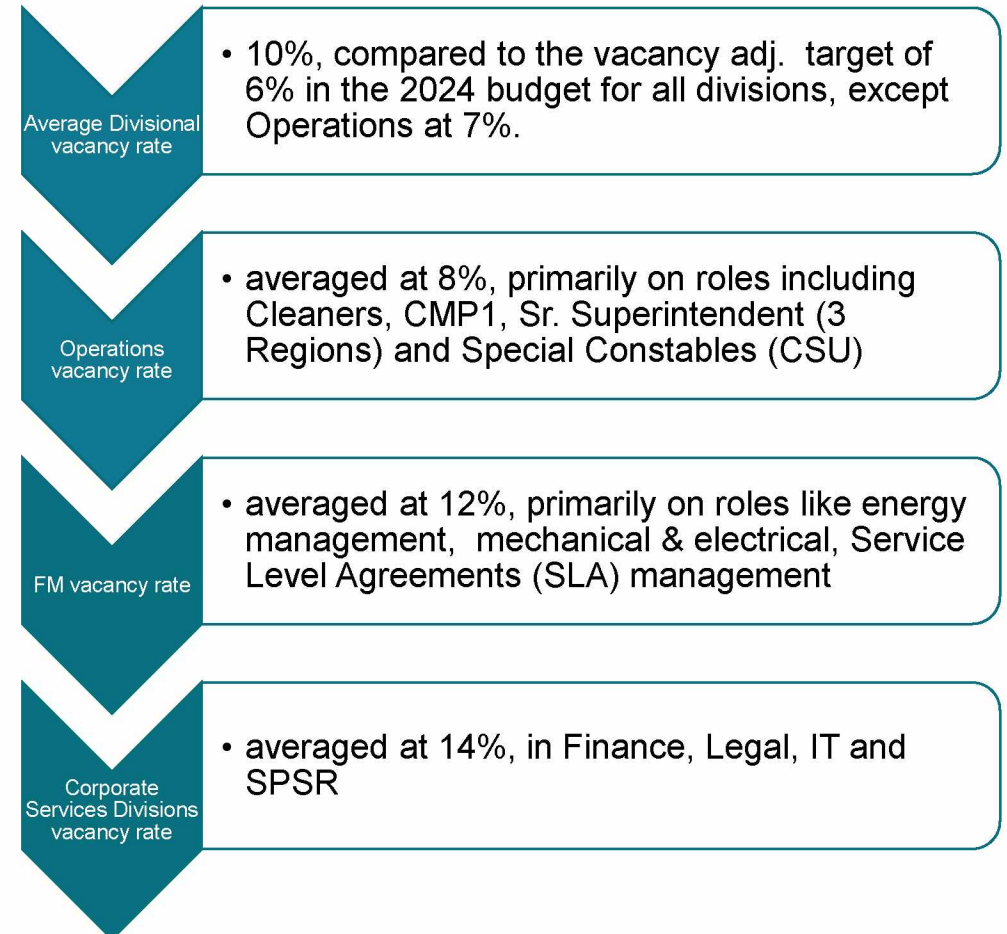 Average Divisional
vacancy rate
• 10%, compared to the vacancy adj.  target of
6% in the 2024 budget for all divisions, except
Operations at 7%.
Operations
vacancy rate
• averaged at 8%, primarily on roles including
Cleaners, CMP1, Sr. Superintendent (3
Regions) and Special Constables (CSU)
FM vacancy rate
• averaged at 12%, primarily on roles like energy
management,  mechanical & electrical, Service
Level Agreements (SLA) management
Corporate
Services Divisions
vacancy rate
• averaged at 14%, in Finance, Legal, IT and
SPSR